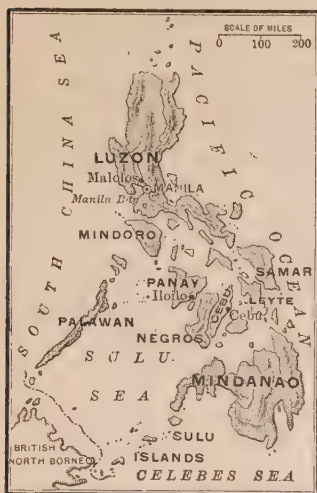 SCALE OF MILES
0 100 200
PACIFIC OCEAN
SOUTH CHINA SEA
LUZON
Malolos
MANILA
Manila Bay
MINDORO
SAMAR
PANAY
Iloilo
CEBU
LEYTE
Cebu
PALAWAN
NEGROS
SULU
SEA
MINDANAO
SULU
ISLANDS
BRITISH
NORTH BORNEO
CELEBES SEA